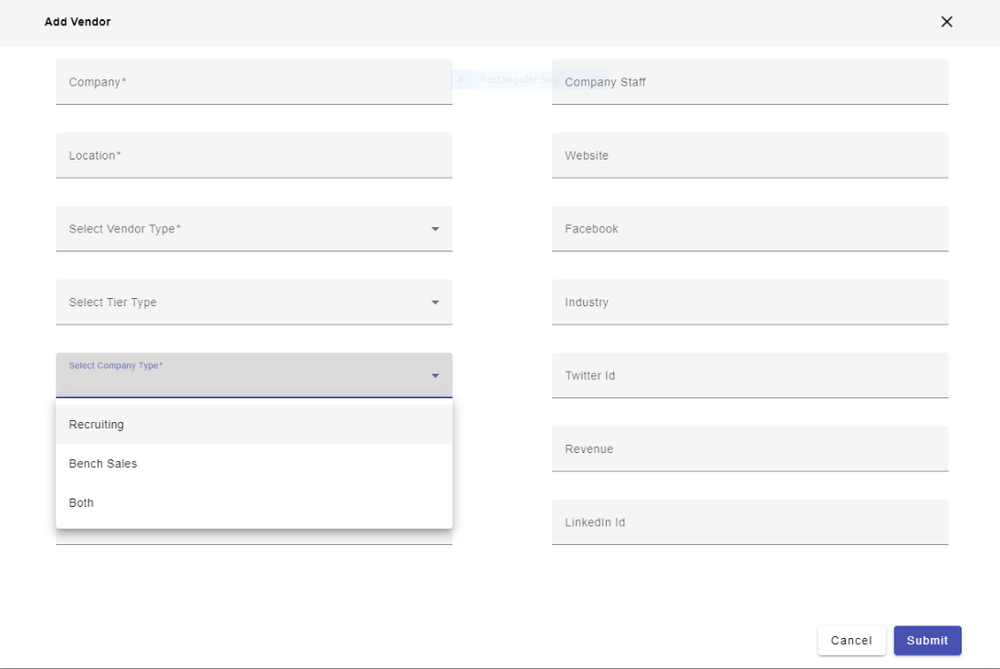 Add Vendor
Company*
Rectangular Snip
Company Staff
Location*
Website
Select Vendor Type*
Facebook
Select Tier Type
Industry
Select Company Type*
Twitter Id
Recruiting
Bench Sales
Both
Revenue
LinkedIn Id
Cancel
Submit